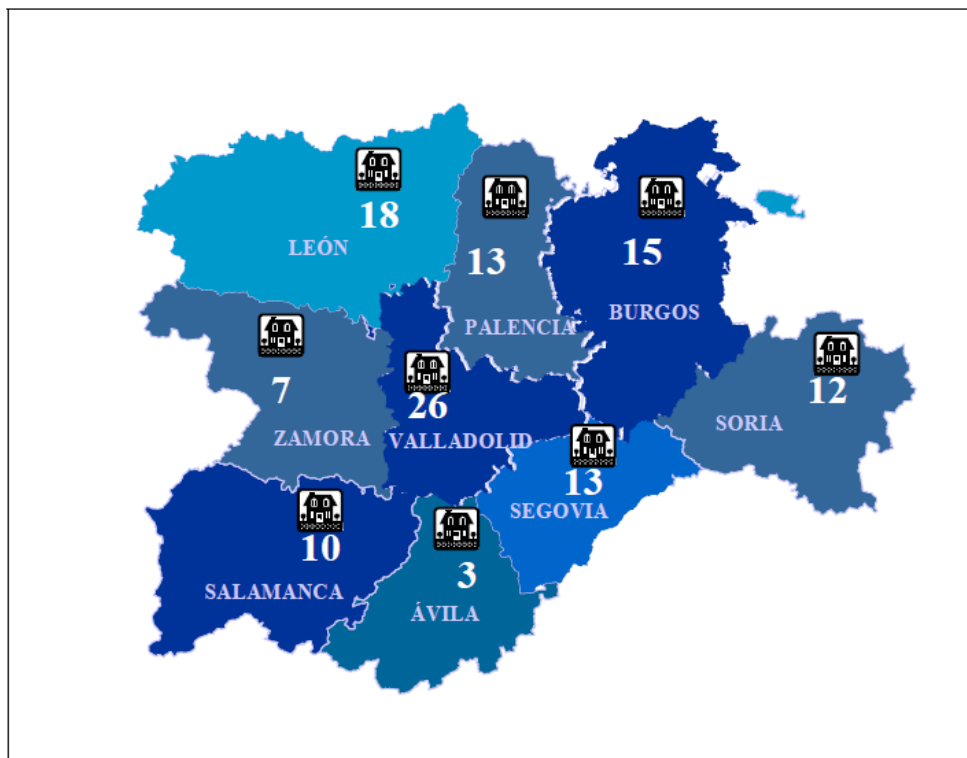 18
LEÓN
13
PALENCIA
15
BURGOS
7
ZAMORA
26
VALLADOLID
12
SORIA
13
SEGOVIA
10
SALAMANCA
3
ÁVILA